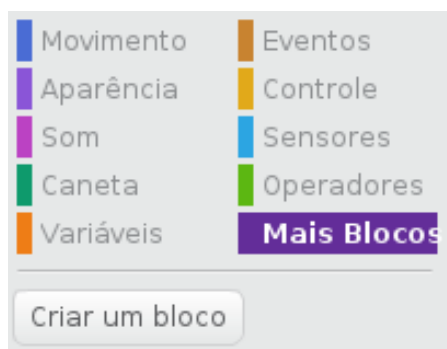 Movimento Eventos
Aparência Controle
Som Sensores
Caneta Operadores
Variáveis Mais Blocos
Criar um bloco